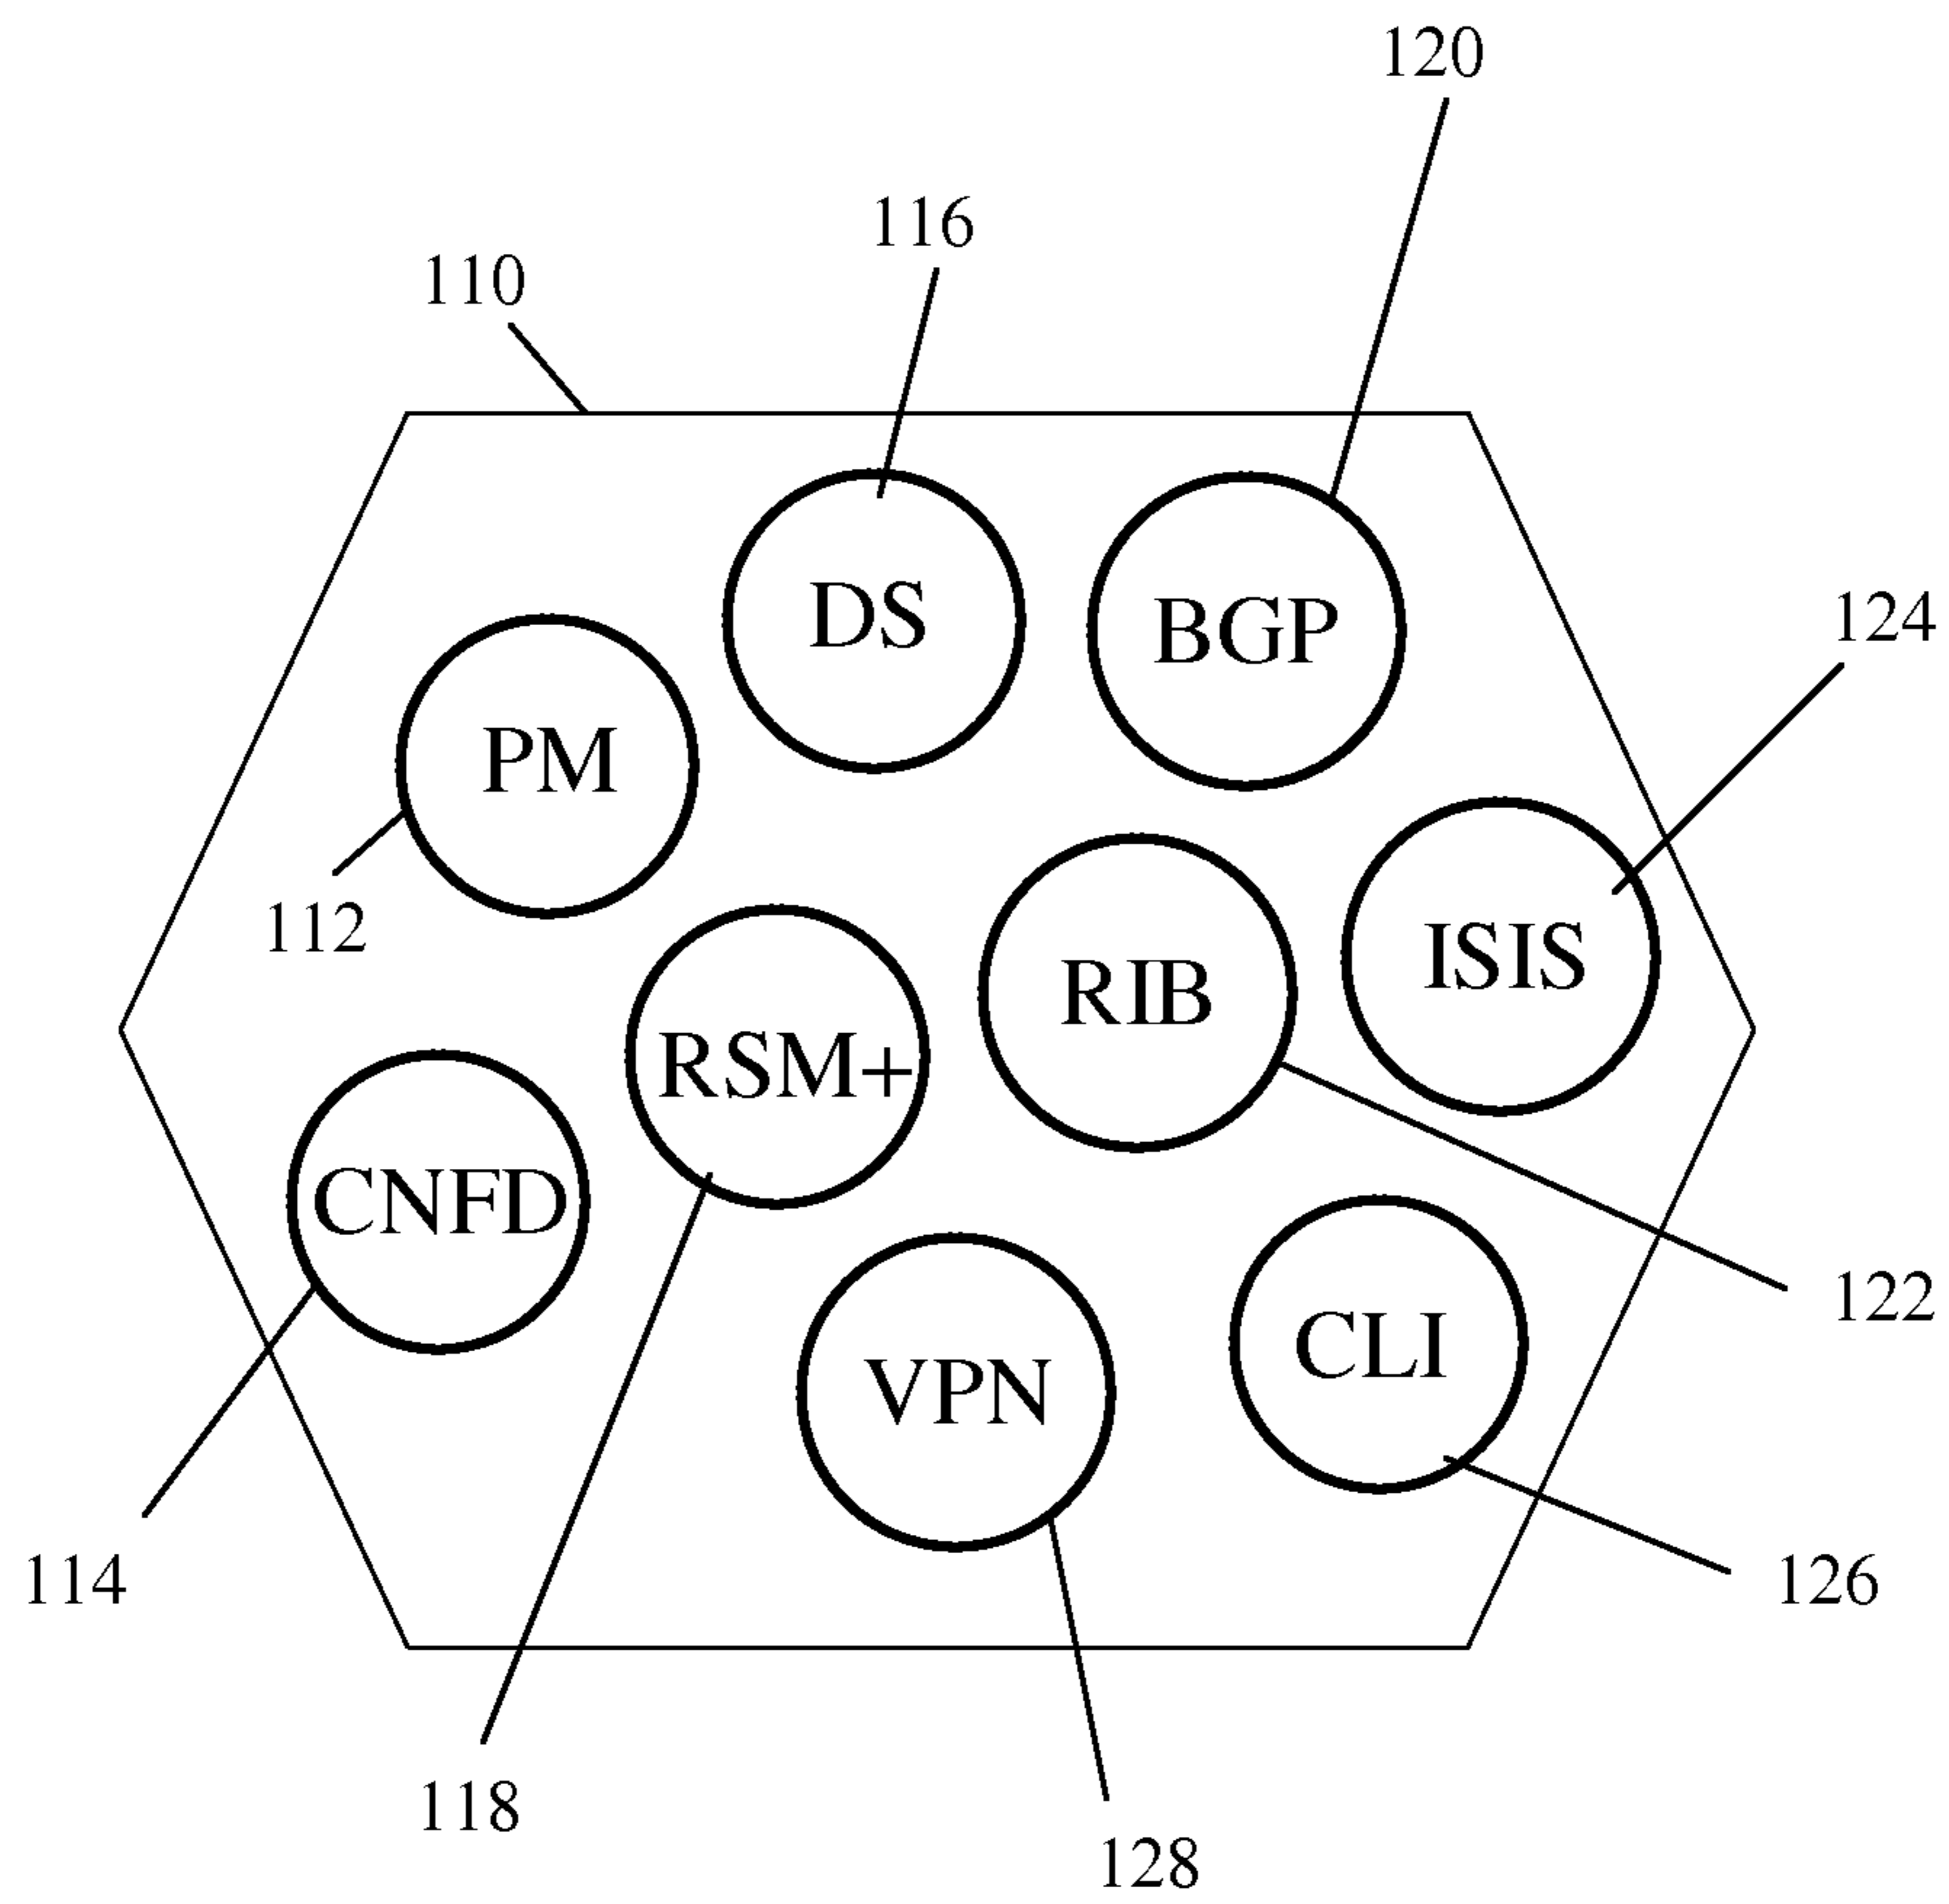 120
116
110
DS
BGP
124
PM
112
RIB
ISIS
RSM+
CNFD
122
CLI
VPN
114
126
118
128